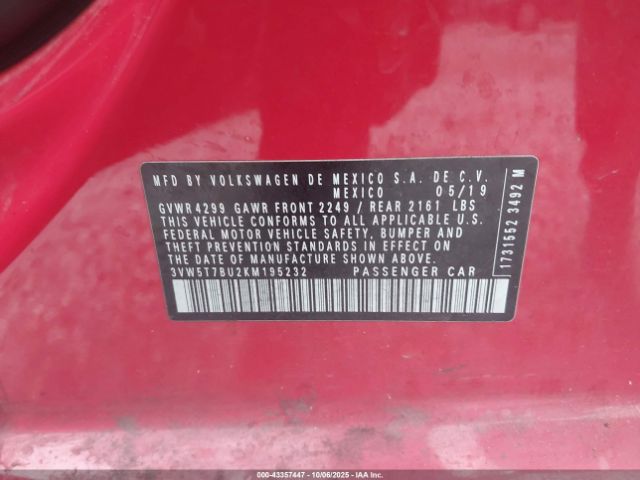 MFD BY VOLKSWAGEN DE MEXICO S.A. DE C.V.
MEXICO 05/19
GVWR 4299 GAWR FRONT 2249 / REAR 2161 LBS
THIS VEHICLE CONFORMS TO ALL APPLICABLE U.S.
FEDERAL MOTOR VEHICLE SAFETY, BUMPER AND
THEFT PREVENTION STANDARDS IN EFFECT ON
THE DATE OF MANUFACTURE SHOWN ABOVE.
3VW5T7BU2KM195232 PASSENGER CAR
1731552 3492 M
000-43357447 - 10/06/2025 - IAAI.COM